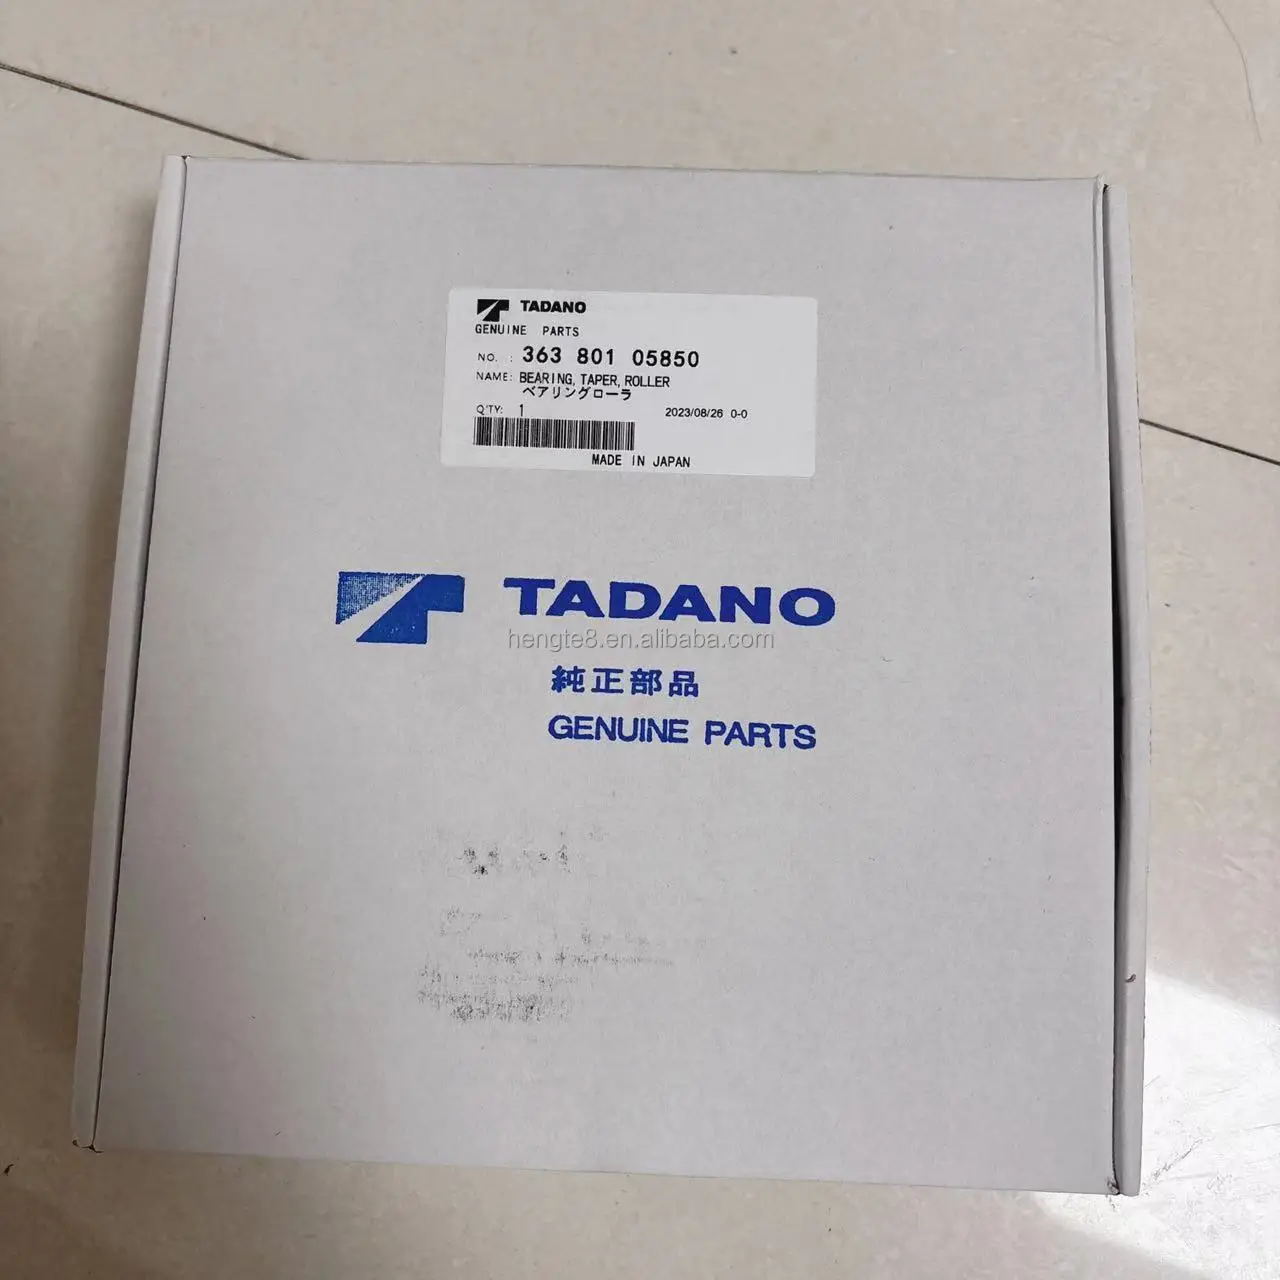 TADANO
GENUINE PARTS
NO. : 363 801 05850
NAME: BEARING, TAPER, ROLLER
ベアリングローラ
Q'TY: 1 2023/08/26 0-0
MADE IN JAPAN
TADANO
hengte8.en.alibaba.com
純正部品
GENUINE PARTS